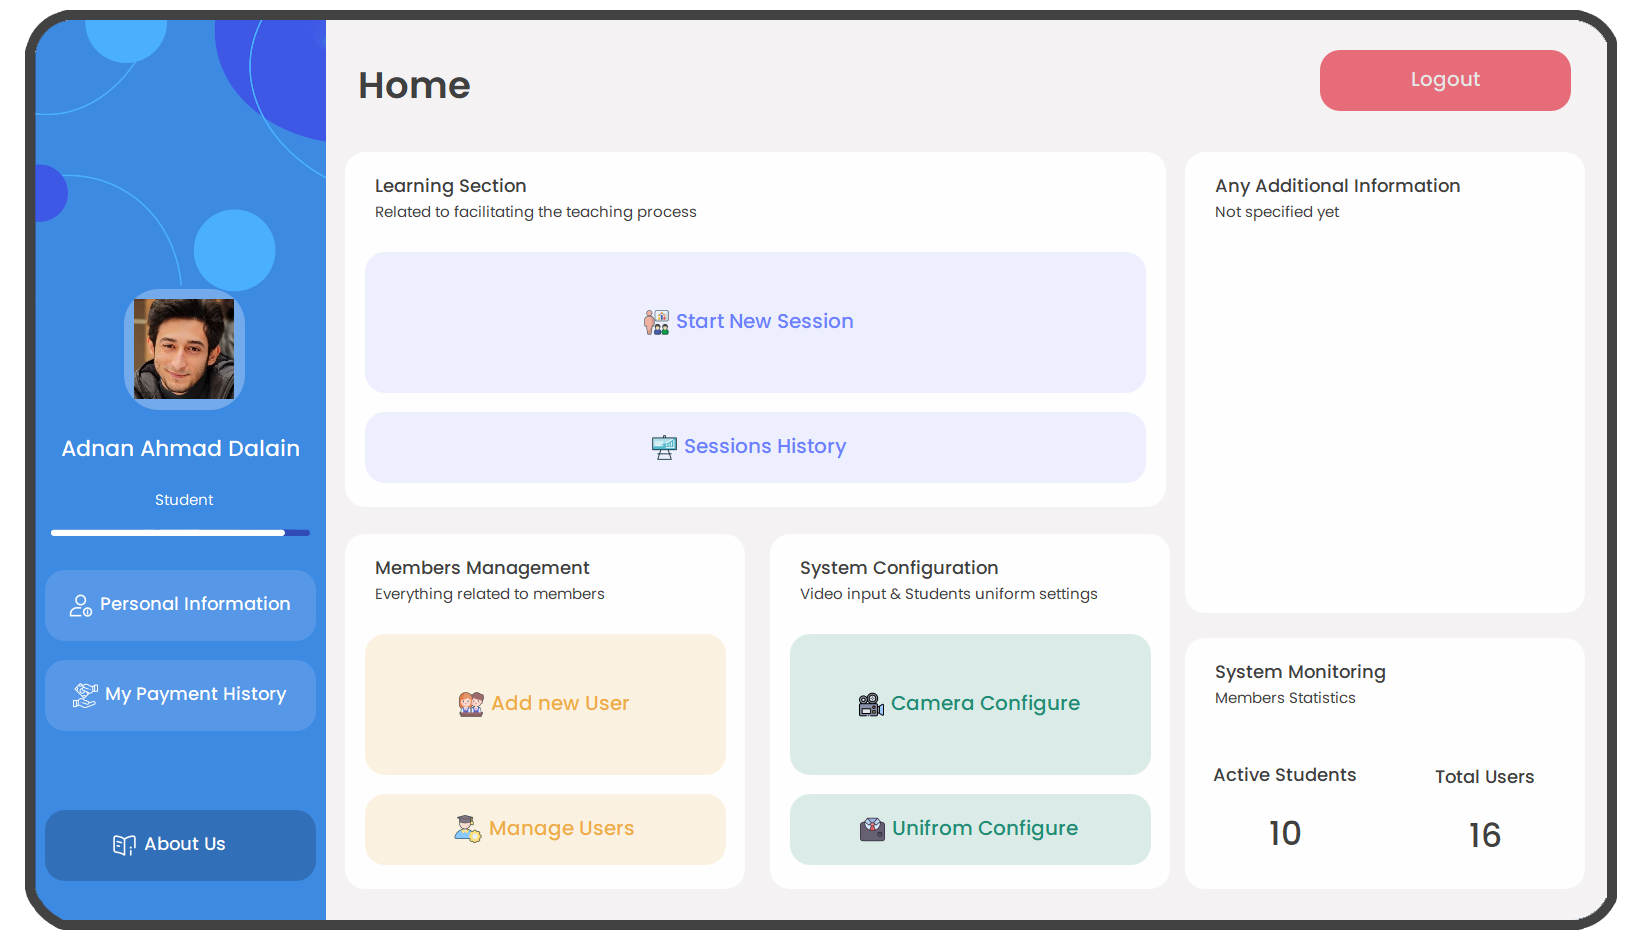 Home
Logout
Adnan Ahmad Dalain
Student
Personal Information
My Payment History
About Us
Learning Section
Related to facilitating the teaching process
Start New Session
Sessions History
Members Management
Everything related to members
Add new User
Manage Users
System Configuration
Video input & Students uniform settings
Camera Configure
Unifrom Configure
Any Additional Information
Not specified yet
System Monitoring
Members Statistics
Active Students
Total Users
10
16